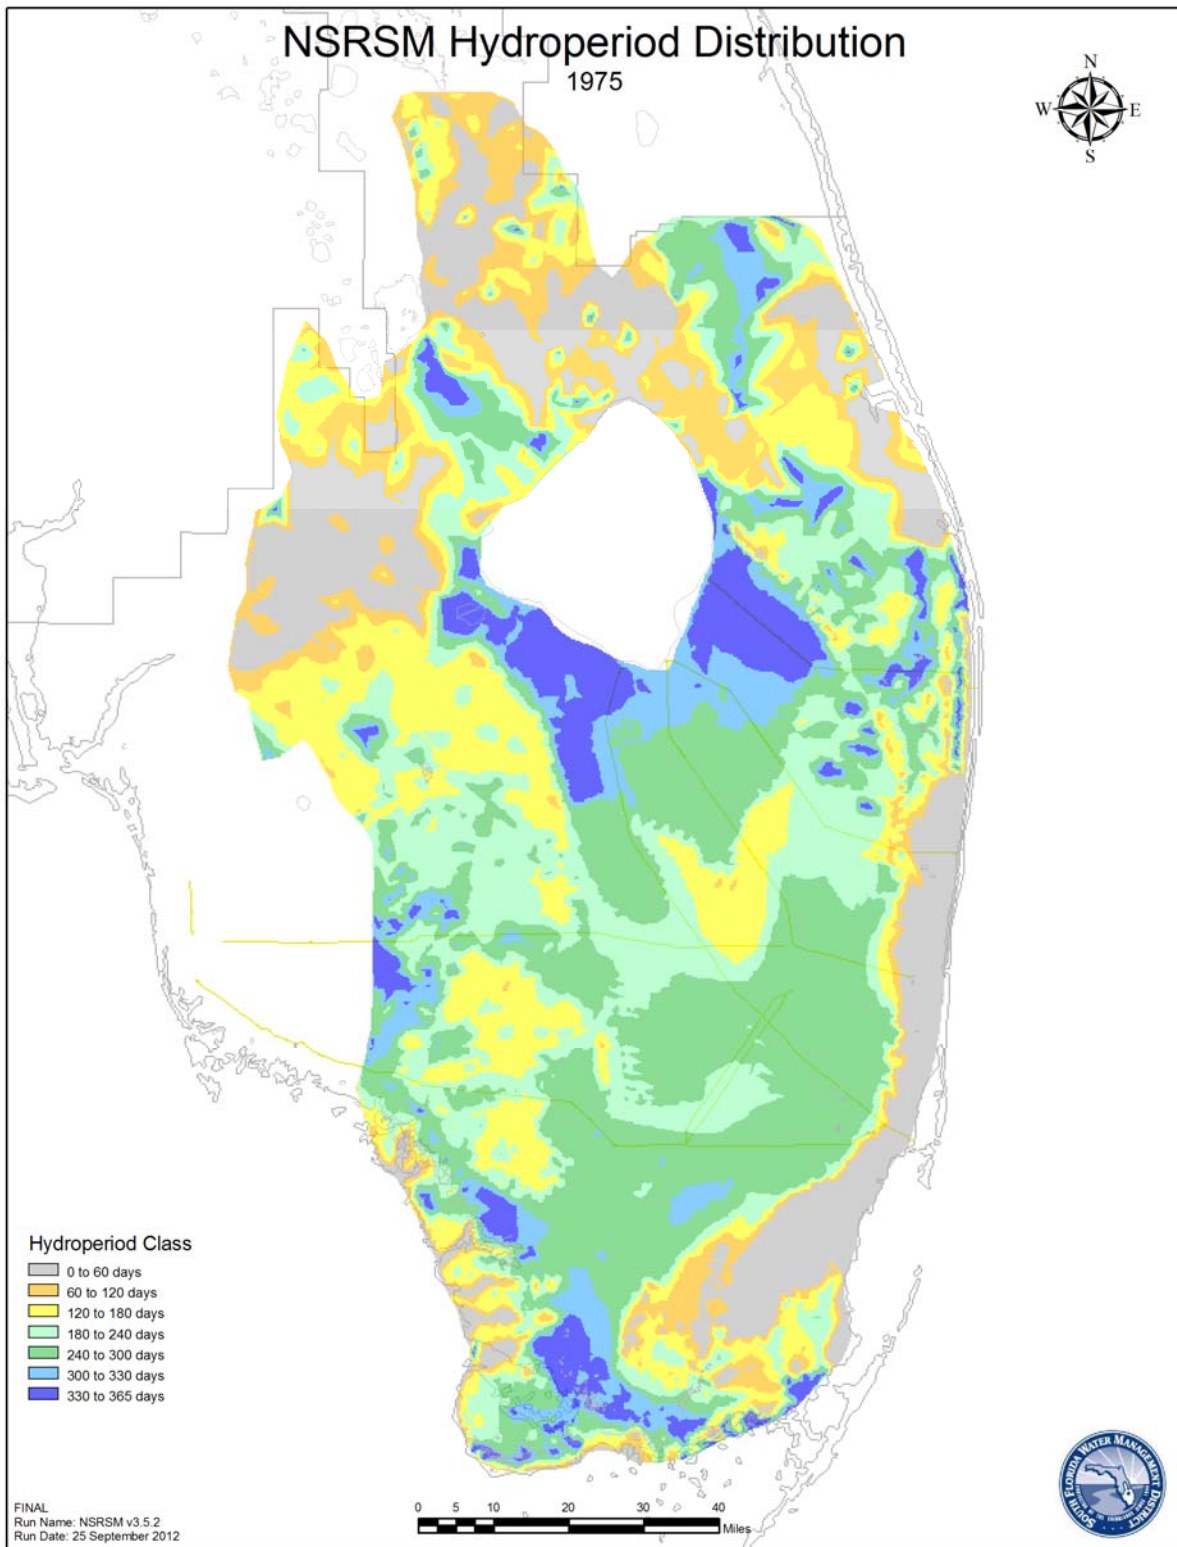 NSRSM Hydroperiod Distribution
1975
N
W E
S
Hydroperiod Class
0 to 60 days
60 to 120 days
120 to 180 days
180 to 240 days
240 to 300 days
300 to 330 days
330 to 365 days
FINAL
Run Name: NSRSM v3.5.2
Run Date: 25 September 2012
0 5 10 20 30 40
Miles
SOUTH FLORIDA WATER MANAGEMENT DISTRICT